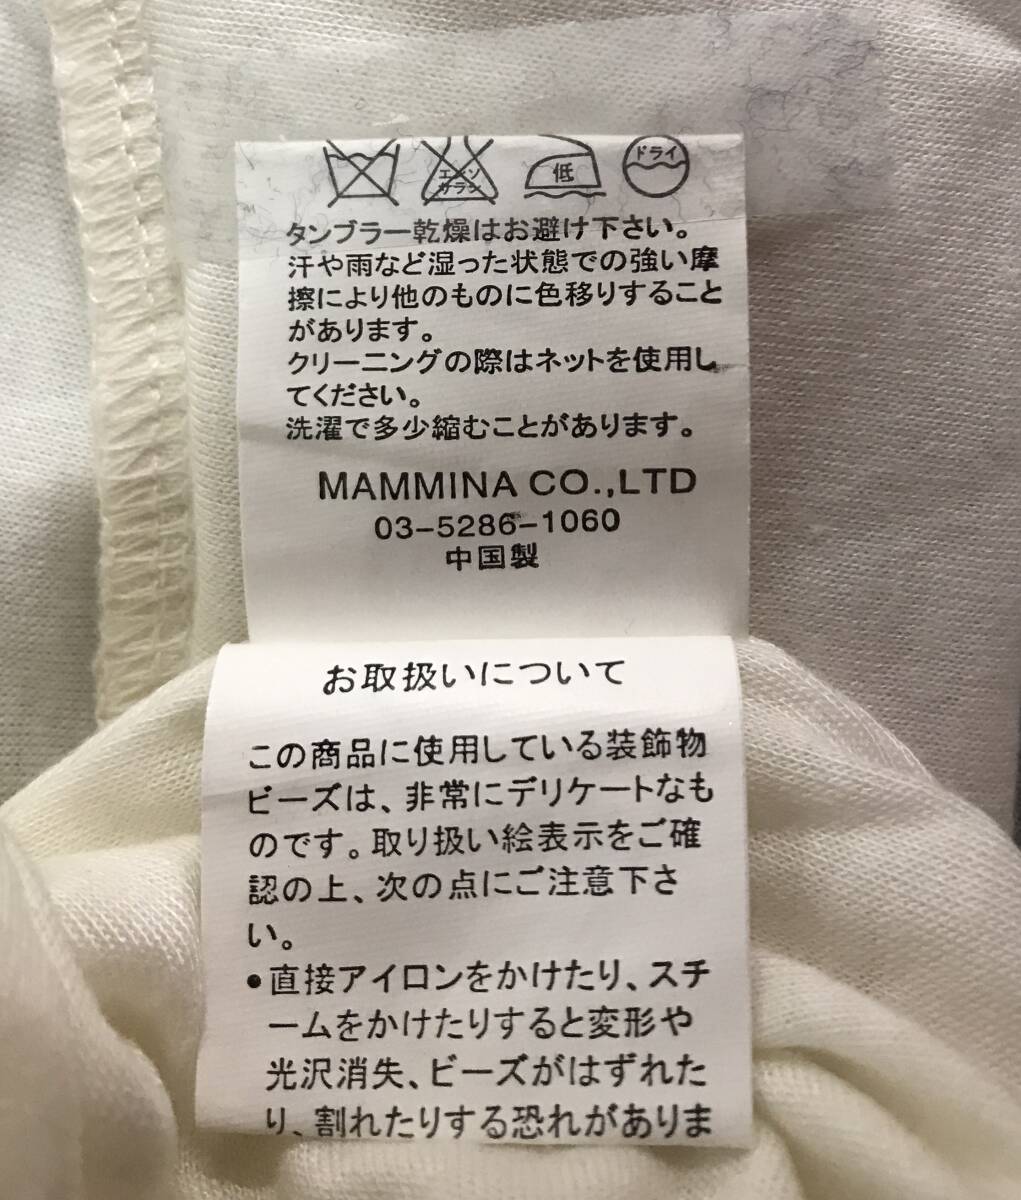 エンソ
サラシ
低
ドライ
タンブラー乾燥はお避け下さい。
汗や雨など湿った状態での強い摩
擦により他のものに色移りすること
があります。
クリーニングの際はネットを使用し
てください。
洗濯で多少縮むことがあります。
MAMMINA CO.,LTD
03-5286-1060
中国製
お取扱いについて
この商品に使用している装飾物
ビーズは、非常にデリケートなも
のです。取り扱い絵表示をご確
認の上、次の点にご注意下さ
い。
•直接アイロンをかけたり、スチ
ームをかけたりすると変形や
光沢消失、ビーズがはずれた
り、割れたりする恐れがありま